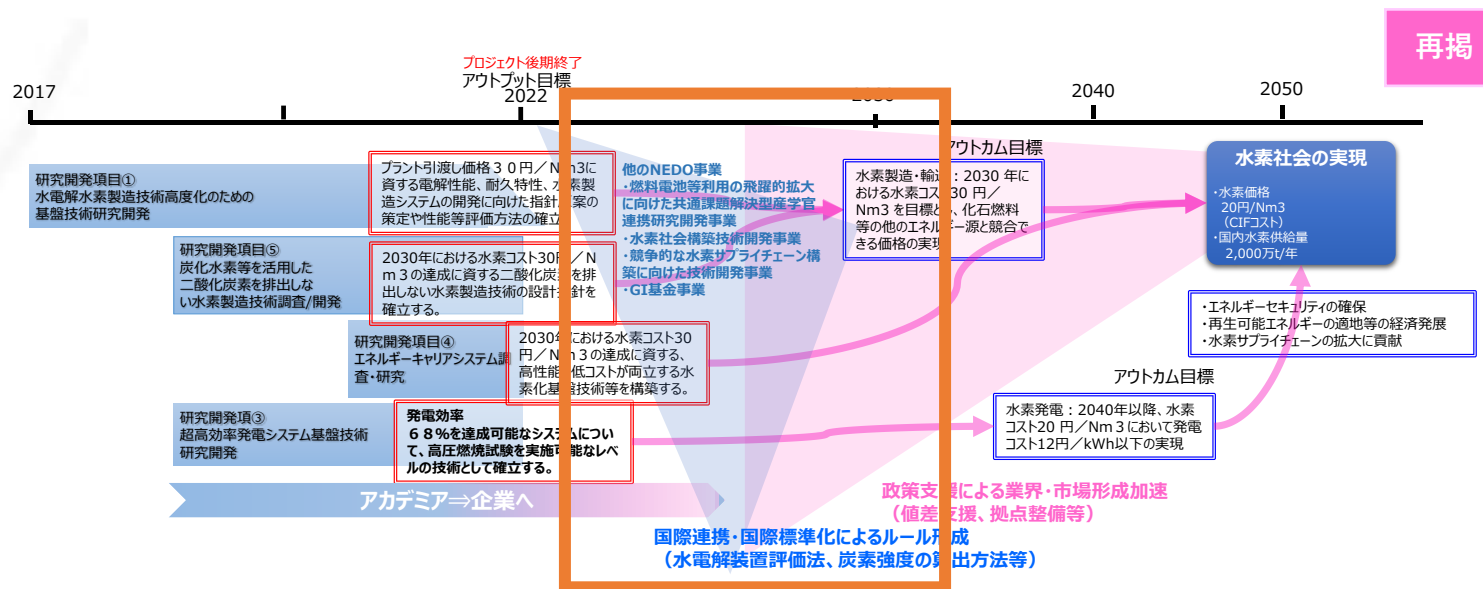 再掲
プロジェクト後期終了
アウトプット目標
2017
2022
2030
2040
2050
研究開発項目①
水電解水素製造技術高度化のための
基盤技術研究開発
プラント引渡し価格３０円／Nm3に
資する電解性能、耐久特性、水素製
造システムの開発に向けた指針原案の
策定や性能等評価方法の確立
他のNEDO事業
・燃料電池等利用の飛躍的拡大
に向けた共通課題解決型産学官
連携研究開発事業
・水素社会構築技術開発事業
・競争的な水素サプライチェーン構
築に向けた技術開発事業
・GI基金事業
アウトカム目標
水素製造・輸送：2030 年に
おける水素コスト30 円／
Nm3 を目標とし、化石燃料
等の他のエネルギー源と競合で
きる価格の実現
水素社会の実現
・水素価格
20円/Nm3
（CIFコスト）
・国内水素供給量
2,000万t/年
研究開発項目⑤
炭化水素等を活用した
二酸化炭素を排出しな
い水素製造技術調査/開発
2030年における水素コスト30円／N
m３の達成に資する二酸化炭素を排
出しない水素製造技術の設計指針を
確立する。
・エネルギーセキュリティの確保
・再生可能エネルギーの適地等の経済発展
・水素サプライチェーンの拡大に貢献
研究開発項目④
エネルギーキャリアシステム調
査・研究
2030年における水素コスト30
円／Nm３の達成に資する、
高性能・低コストが両立する水
素化基盤技術等を構築する。
アウトカム目標
研究開発項③
超高効率発電システム基盤技術
研究開発
発電効率
６８%を達成可能なシステムについ
て、高圧燃焼試験を実施可能なレベ
ルの技術として確立する。
水素発電：2040年以降、水素
コスト20 円／Nm３において発電
コスト12円／kWh以下の実現
アカデミア⇒企業へ
政策支援による業界・市場形成加速
（値差支援、拠点整備等）
国際連携・国際標準化によるルール形成
（水電解装置評価法、炭素強度の算出方法等）